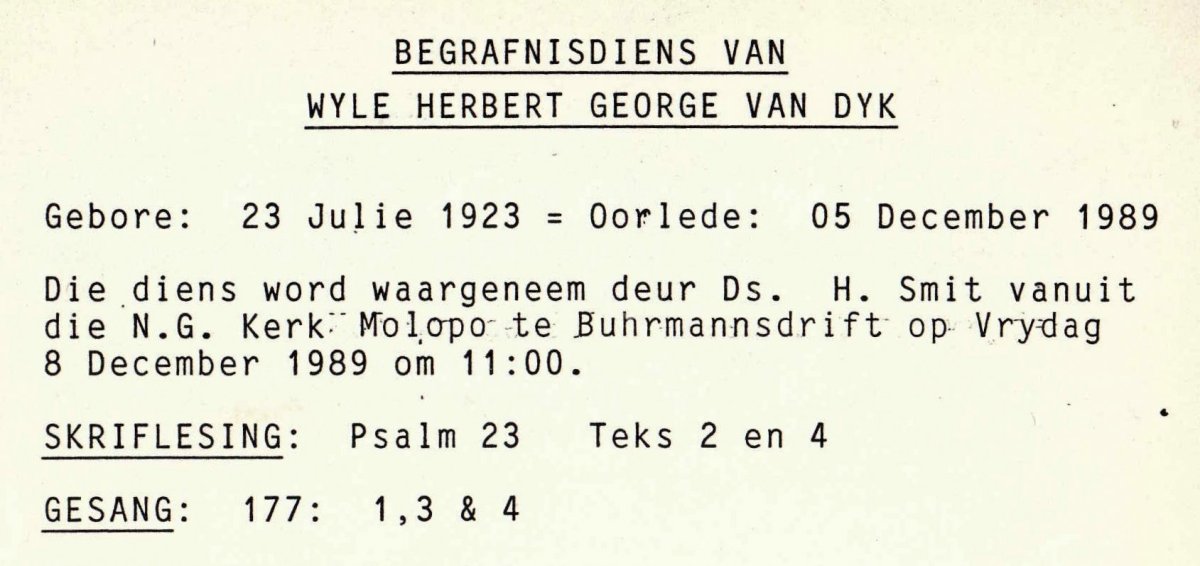 BEGRAFNISDIENS VAN
WYLE HERBERT GEORGE VAN DYK
Gebore: 23 Julie 1923 = Oorlede: 05 December 1989
Die diens word waargeneem deur Ds. H. Smit vanuit
die N.G. Kerk Molopo te Buhrmannsdrift op Vrydag
8 December 1989 om 11:00.
SKRIFLESING: Psalm 23 Teks 2 en 4
GESANG: 177: 1,3 & 4